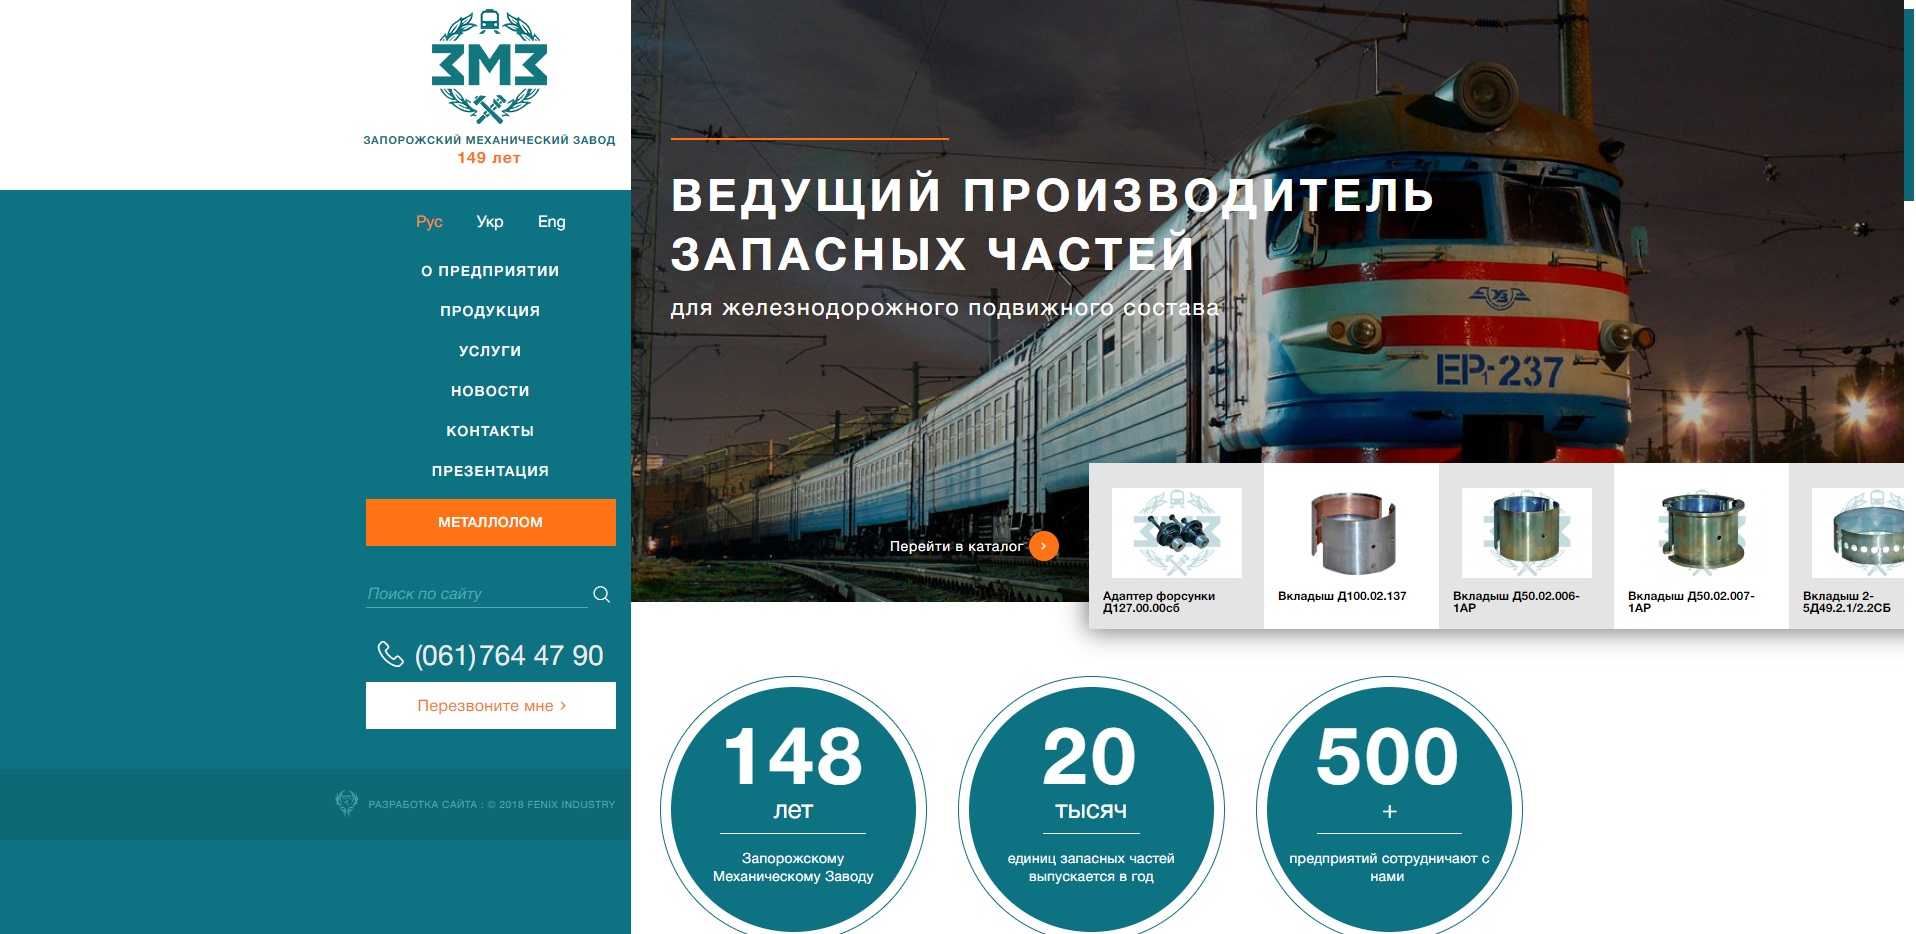 ЗМЗ
ЗАПОРОЖСКИЙ МЕХАНИЧЕСКИЙ ЗАВОД
149 лет
Рус Укр Eng
О ПРЕДПРИЯТИИ
ПРОДУКЦИЯ
УСЛУГИ
НОВОСТИ
КОНТАКТЫ
ПРЕЗЕНТАЦИЯ
МЕТАЛЛОЛОМ
Поиск по сайту
(061)764 47 90
Перезвоните мне >
РАЗРАБОТКА САЙТА : © 2018 FENIX INDUSTRY
ВЕДУЩИЙ ПРОИЗВОДИТЕЛЬ
ЗАПАСНЫХ ЧАСТЕЙ
для железнодорожного подвижного состава
УЗ
ЕР1-237
Перейти в каталог >
Адаптер форсунки
Д127.00.00сб
Вкладыш Д100.02.137
Вкладыш Д50.02.006-
1АР
Вкладыш Д50.02.007-
1АР
Вкладыш 2-
5Д49.2.1/2.2СБ
148
лет
Запорожскому
Механическому Заводу
20
тысяч
единиц запасных частей
выпускается в год
500
+
предприятий сотрудничают с
нами